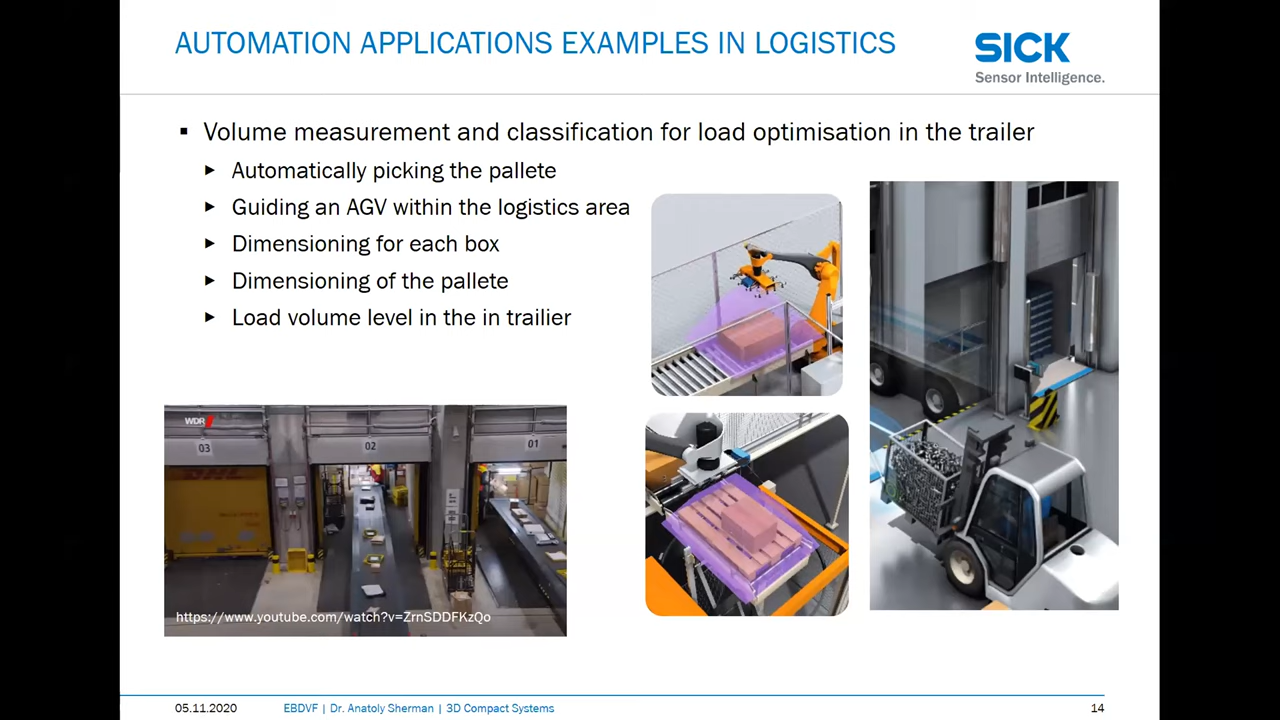 AUTOMATION APPLICATIONS EXAMPLES IN LOGISTICS
SICK
Sensor Intelligence.
Volume measurement and classification for load optimisation in the trailer
Automatically picking the pallete
Guiding an AGV within the logistics area
Dimensioning for each box
Dimensioning of the pallete
Load volume level in the in trailier
WDR
03
02
01
https://www.youtube.com/watch?v=ZrnSDDFKzQo
05.11.2020
EBDVF | Dr. Anatoly Sherman | 3D Compact Systems
14